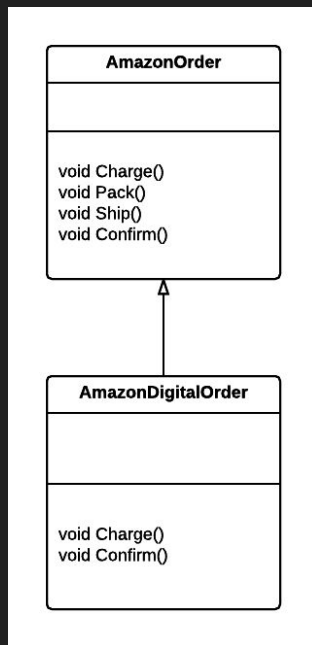 AmazonOrder
void Charge()
void Pack()
void Ship()
void Confirm()
AmazonDigitalOrder
void Charge()
void Confirm()